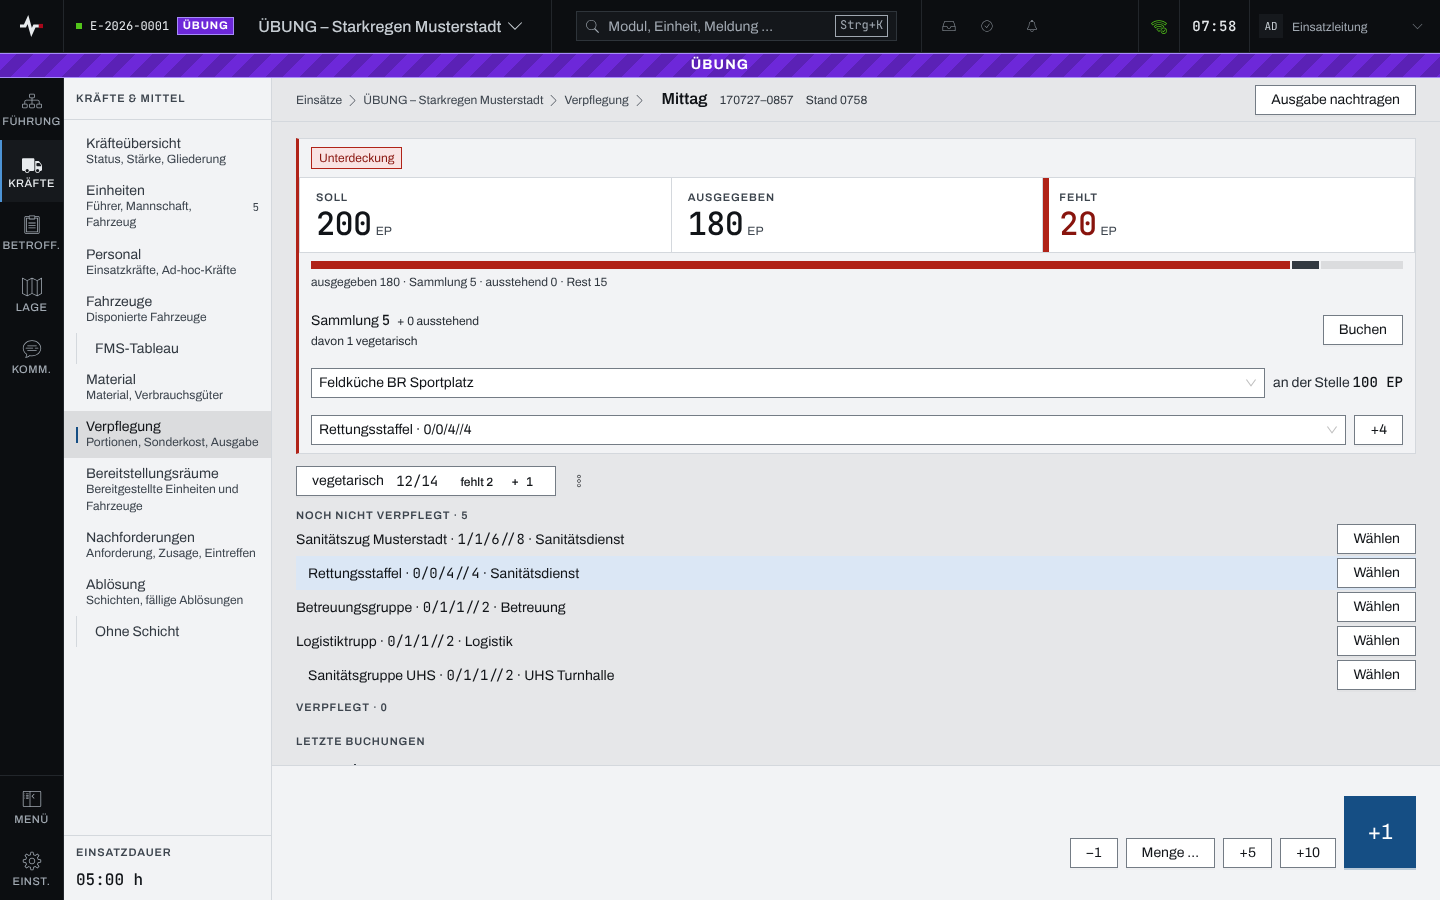 E-2026-0001 ÜBUNG ÜBUNG – Starkregen Musterstadt Modul, Einheit, Meldung ... Strg+K 07:58 AD Einsatzleitung
ÜBUNG
FÜHRUNG
KRÄFTE
BETROFF.
LAGE
KOMM.
MENÜ
EINST.
KRÄFTE & MITTEL
Kräfteübersicht
Status, Stärke, Gliederung
Einheiten
Führer, Mannschaft,
Fahrzeug
5
Personal
Einsatzkräfte, Ad-hoc-Kräfte
Fahrzeuge
Disponierte Fahrzeuge
FMS-Tableau
Material
Material, Verbrauchsgüter
Verpflegung
Portionen, Sonderkost, Ausgabe
Bereitstellungsräume
Bereitgestellte Einheiten und
Fahrzeuge
Nachforderungen
Anforderung, Zusage, Eintreffen
Ablösung
Schichten, fällige Ablösungen
Ohne Schicht
EINSATZDAUER
05:00 h
Einsätze ÜBUNG – Starkregen Musterstadt Verpflegung Mittag 170727–0857 Stand 0758 Ausgabe nachtragen
Unterdeckung
SOLL
200 EP
AUSGEGEBEN
180 EP
FEHLT
20 EP
ausgegeben 180 · Sammlung 5 · ausstehend 0 · Rest 15
Sammlung 5 + 0 ausstehend
davon 1 vegetarisch
Buchen
Feldküche BR Sportplatz an der Stelle 100 EP
Rettungsstaffel · 0/0/4//4 +4
vegetarisch 12/14 fehlt 2 + 1
NOCH NICHT VERPFLEGT · 5
Sanitätszug Musterstadt · 1/1/6//8 · Sanitätsdienst Wählen
Rettungsstaffel · 0/0/4//4 · Sanitätsdienst Wählen
Betreuungsgruppe · 0/1/1//2 · Betreuung Wählen
Logistiktrupp · 0/1/1//2 · Logistik Wählen
Sanitätsgruppe UHS · 0/1/1//2 · UHS Turnhalle Wählen
VERPFLEGT · 0
LETZTE BUCHUNGEN
−1 Menge ... +5 +10 +1